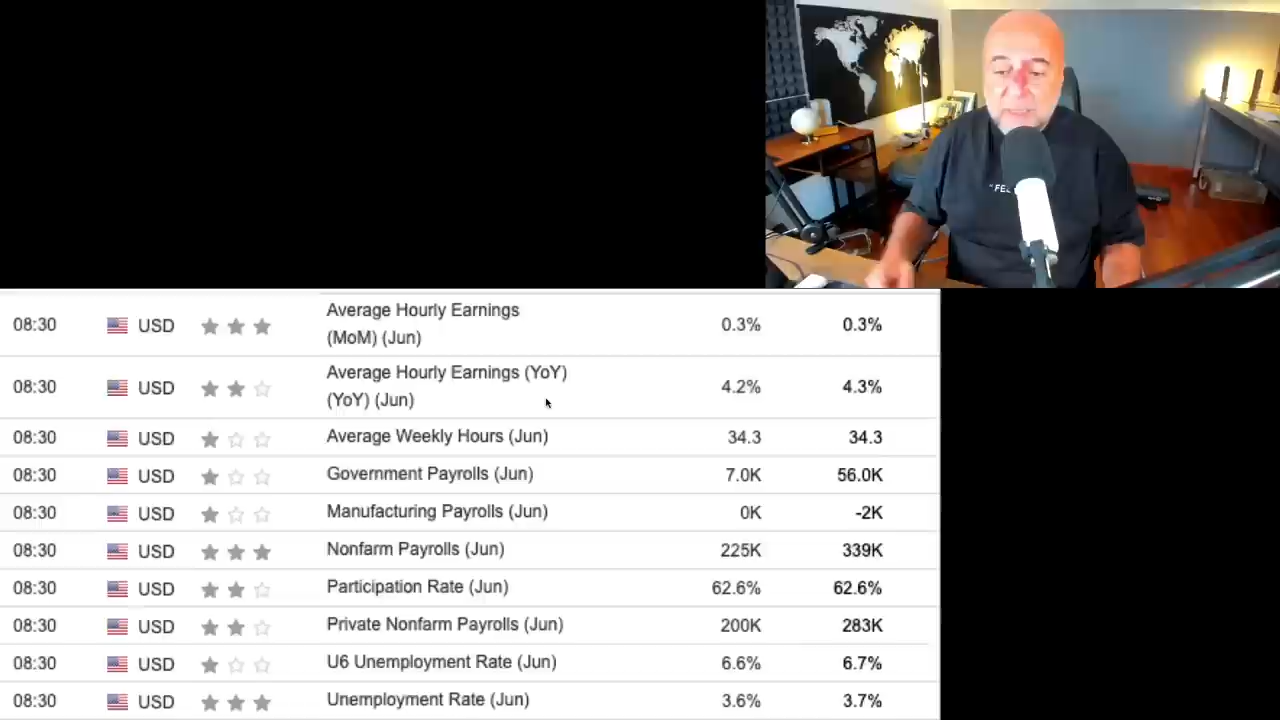 "FE
08:30 USD Average Hourly Earnings 0.3% 0.3%
(MoM) (Jun)
08:30 USD Average Hourly Earnings (YoY) 4.2% 4.3%
(YoY) (Jun)
08:30 USD Average Weekly Hours (Jun) 34.3 34.3
08:30 USD Government Payrolls (Jun) 7.0K 56.0K
08:30 USD Manufacturing Payrolls (Jun) 0K -2K
08:30 USD Nonfarm Payrolls (Jun) 225K 339K
08:30 USD Participation Rate (Jun) 62.6% 62.6%
08:30 USD Private Nonfarm Payrolls (Jun) 200K 283K
08:30 USD U6 Unemployment Rate (Jun) 6.6% 6.7%
08:30 USD Unemployment Rate (Jun) 3.6% 3.7%